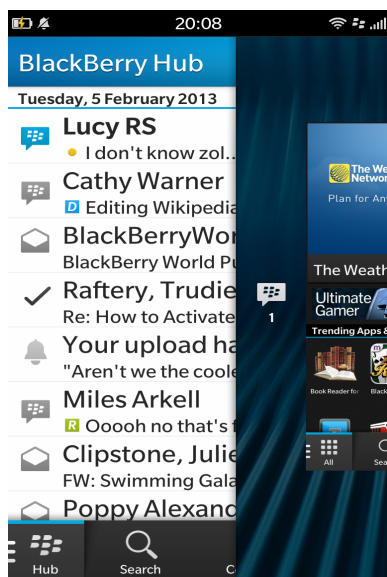 20:08
BlackBerry Hub
Tuesday, 5 February 2013
Lucy RS
I don't know zol..
Cathy Warner
D Editing Wikipedia
BlackBerryWor
BlackBerry World Pu
Raftery, Trudie
Re: How to Activate
Your upload ha
"Aren't we the coole
Miles Arkell
R Ooooh no that's f
Clipstone, Julie
FW: Swimming Gala
Poppy Alexand
Hub
Search
C
1
The We
Networ
Plan for An
The Weath
Ultimate
Gamer
Trending Apps &
Book Reader for
Black
All
Sea